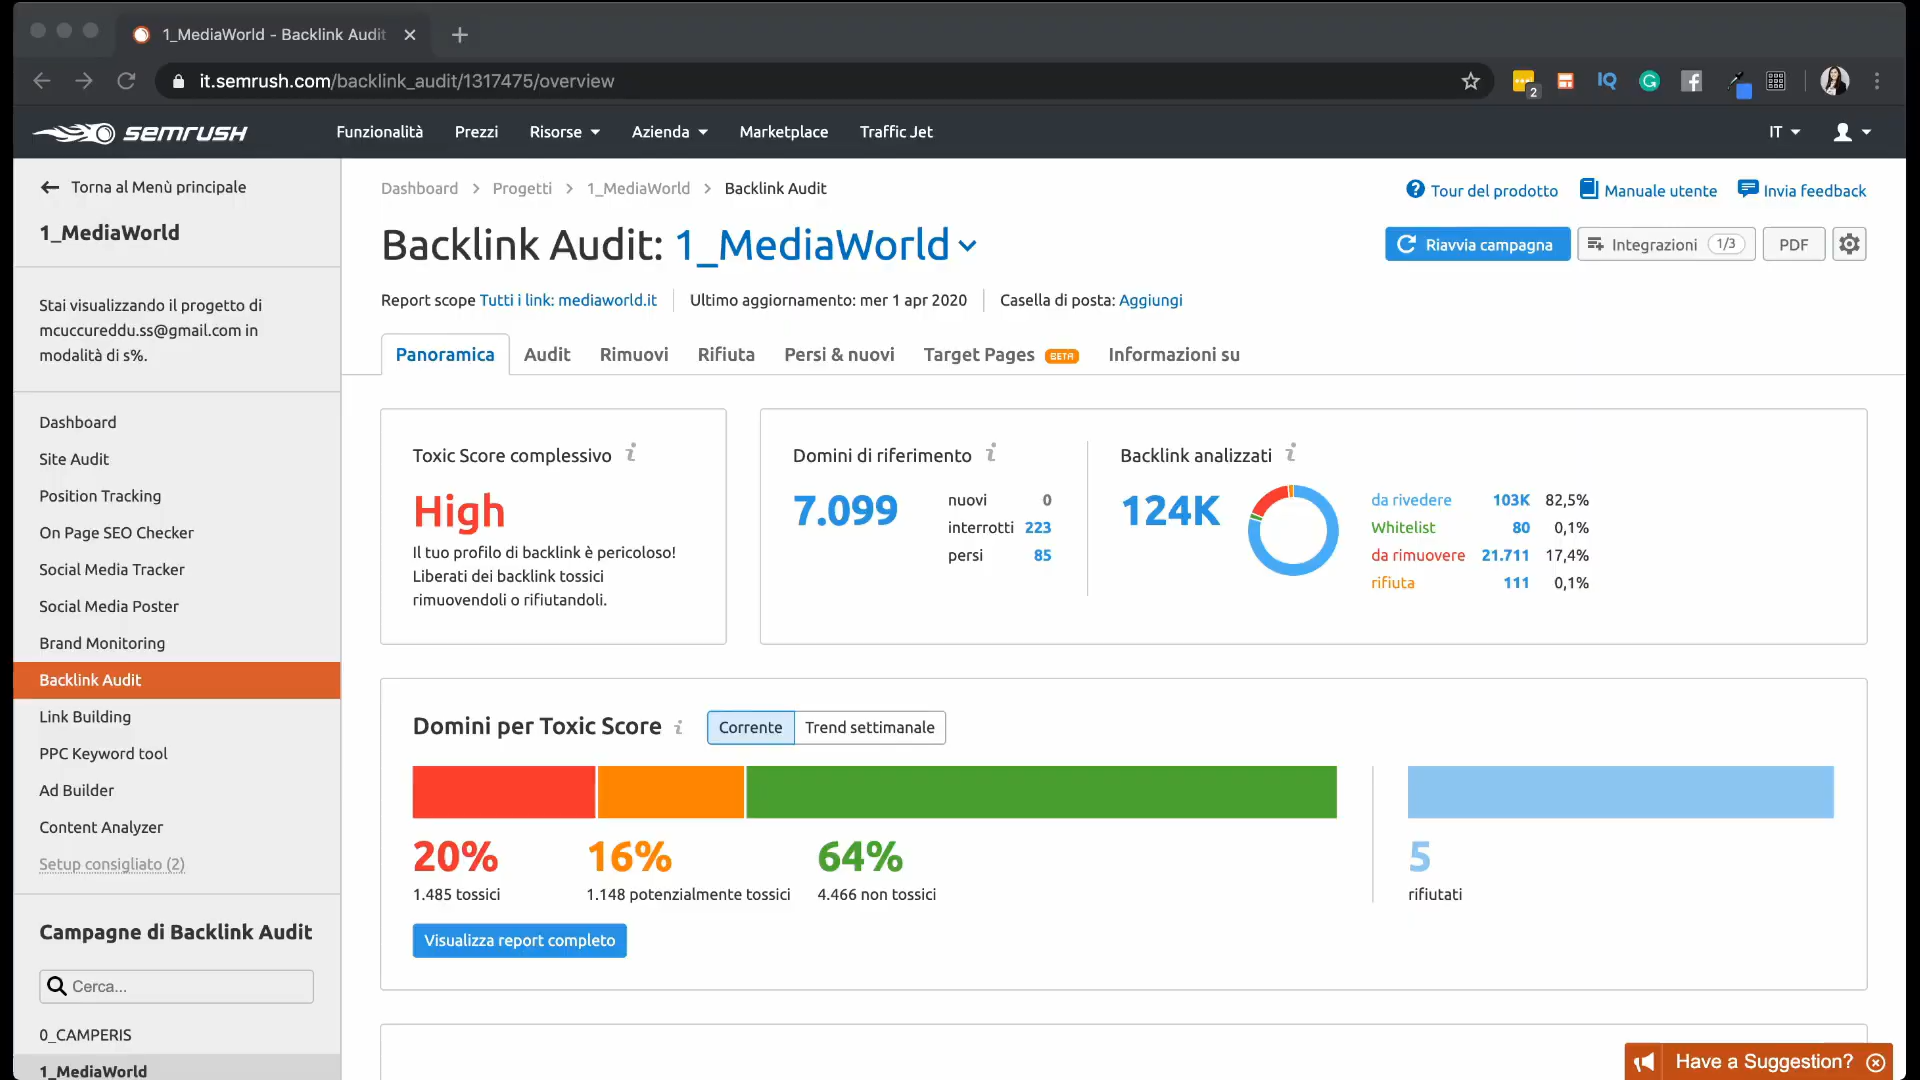 1_MediaWorld - Backlink Audit
it.semrush.com/backlink_audit/1317475/overview
2
IQ
SEMRUSH
Funzionalità
Prezzi
Risorse
Azienda
Marketplace
Traffic Jet
IT
Torna al Menù principale
1_MediaWorld
Stai visualizzando il progetto di
mcuccureddu.ss@gmail.com in
modalità di s%.
Dashboard
Site Audit
Position Tracking
On Page SEO Checker
Social Media Tracker
Social Media Poster
Brand Monitoring
Backlink Audit
Link Building
PPC Keyword tool
Ad Builder
Content Analyzer
Setup consigliato (2)
Campagne di Backlink Audit
Cerca...
0_CAMPERIS
1_MediaWorld
Dashboard > Progetti > 1_MediaWorld > Backlink Audit
Tour del prodotto
Manuale utente
Invia feedback
Backlink Audit: 1_MediaWorld
Riavvia campagna
Integrazioni 1/3
PDF
Report scope Tutti i link: mediaworld.it
Ultimo aggiornamento: mer 1 apr 2020
Casella di posta: Aggiungi
Panoramica
Audit
Rimuovi
Rifiuta
Persi & nuovi
Target Pages BETA
Informazioni su
Toxic Score complessivo i
High
Il tuo profilo di backlink è pericoloso!
Liberati dei backlink tossici
rimuovendoli o rifiutandoli.
Domini di riferimento i
7.099
nuovi 0
interrotti 223
persi 85
Backlink analizzati i
124K
da rivedere 103K 82,5%
Whitelist 80 0,1%
da rimuovere 21.711 17,4%
rifiuta 111 0,1%
Domini per Toxic Score i
Corrente
Trend settimanale
20%
1.485 tossici
16%
1.148 potenzialmente tossici
64%
4.466 non tossici
5
rifiutati
Visualizza report completo
Have a Suggestion?